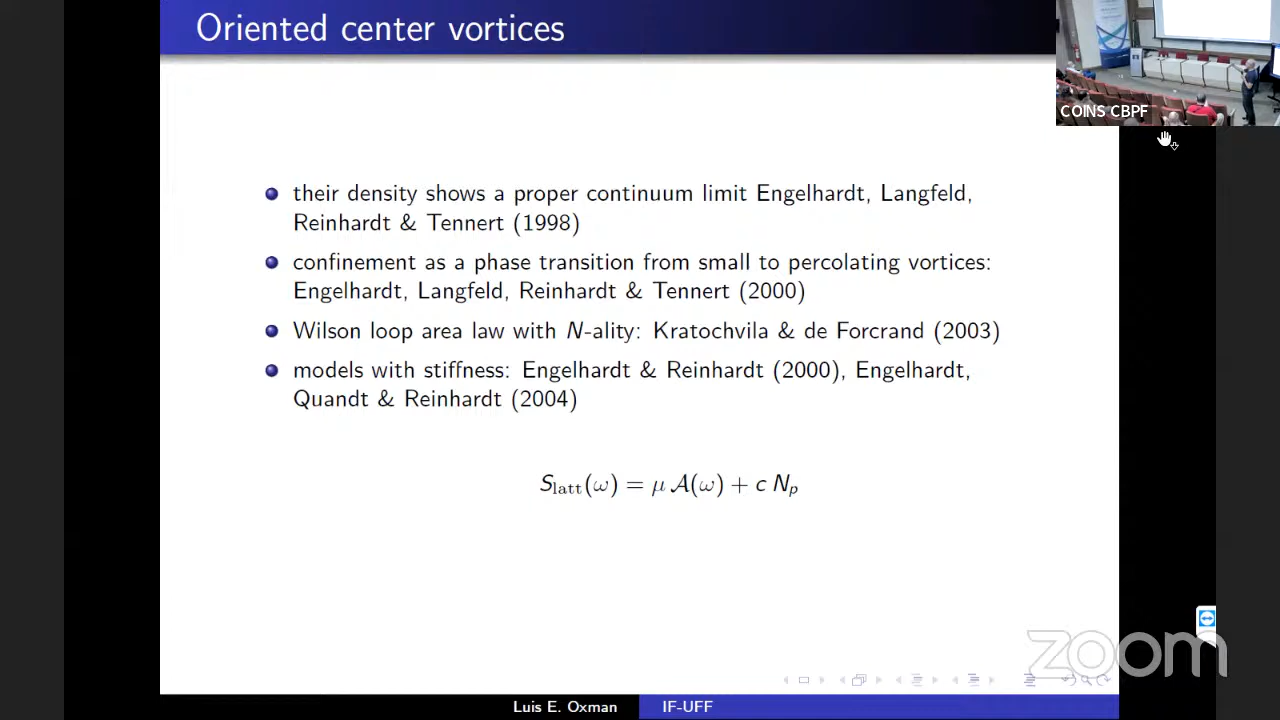 Oriented center vortices
COINS CBPF
their density shows a proper continuum limit Engelhardt, Langfeld,
Reinhardt & Tennert (1998)
confinement as a phase transition from small to percolating vortices:
Engelhardt, Langfeld, Reinhardt & Tennert (2000)
Wilson loop area law with N-ality: Kratochvila & de Forcrand (2003)
models with stiffness: Engelhardt & Reinhardt (2000), Engelhardt,
Quandt & Reinhardt (2004)
S_latt(ω) = μ A(ω) + c N_p
zoom
Luis E. Oxman IF-UFF